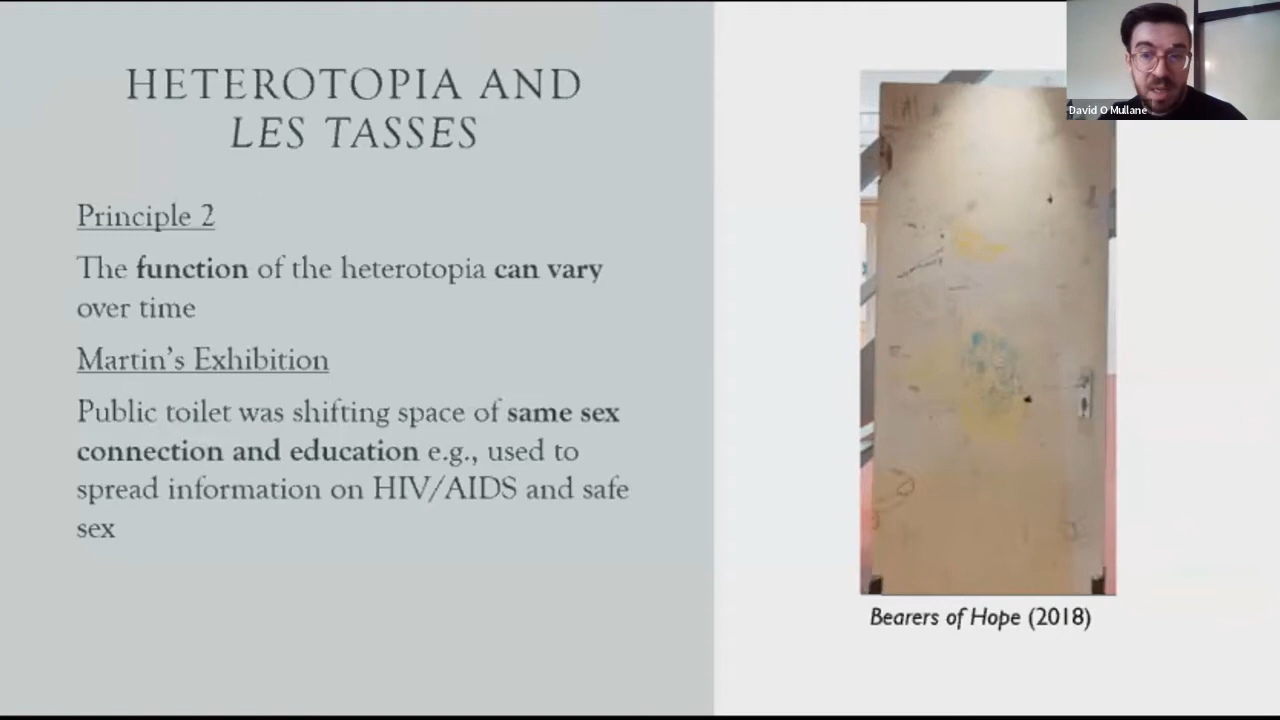 HETEROTOPIA AND
LES TASSES
Principle 2
The function of the heterotopia can vary
over time
Martin's Exhibition
Public toilet was shifting space of same sex
connection and education e.g., used to
spread information on HIV/AIDS and safe
sex
David O Mullane
Bearers of Hope (2018)